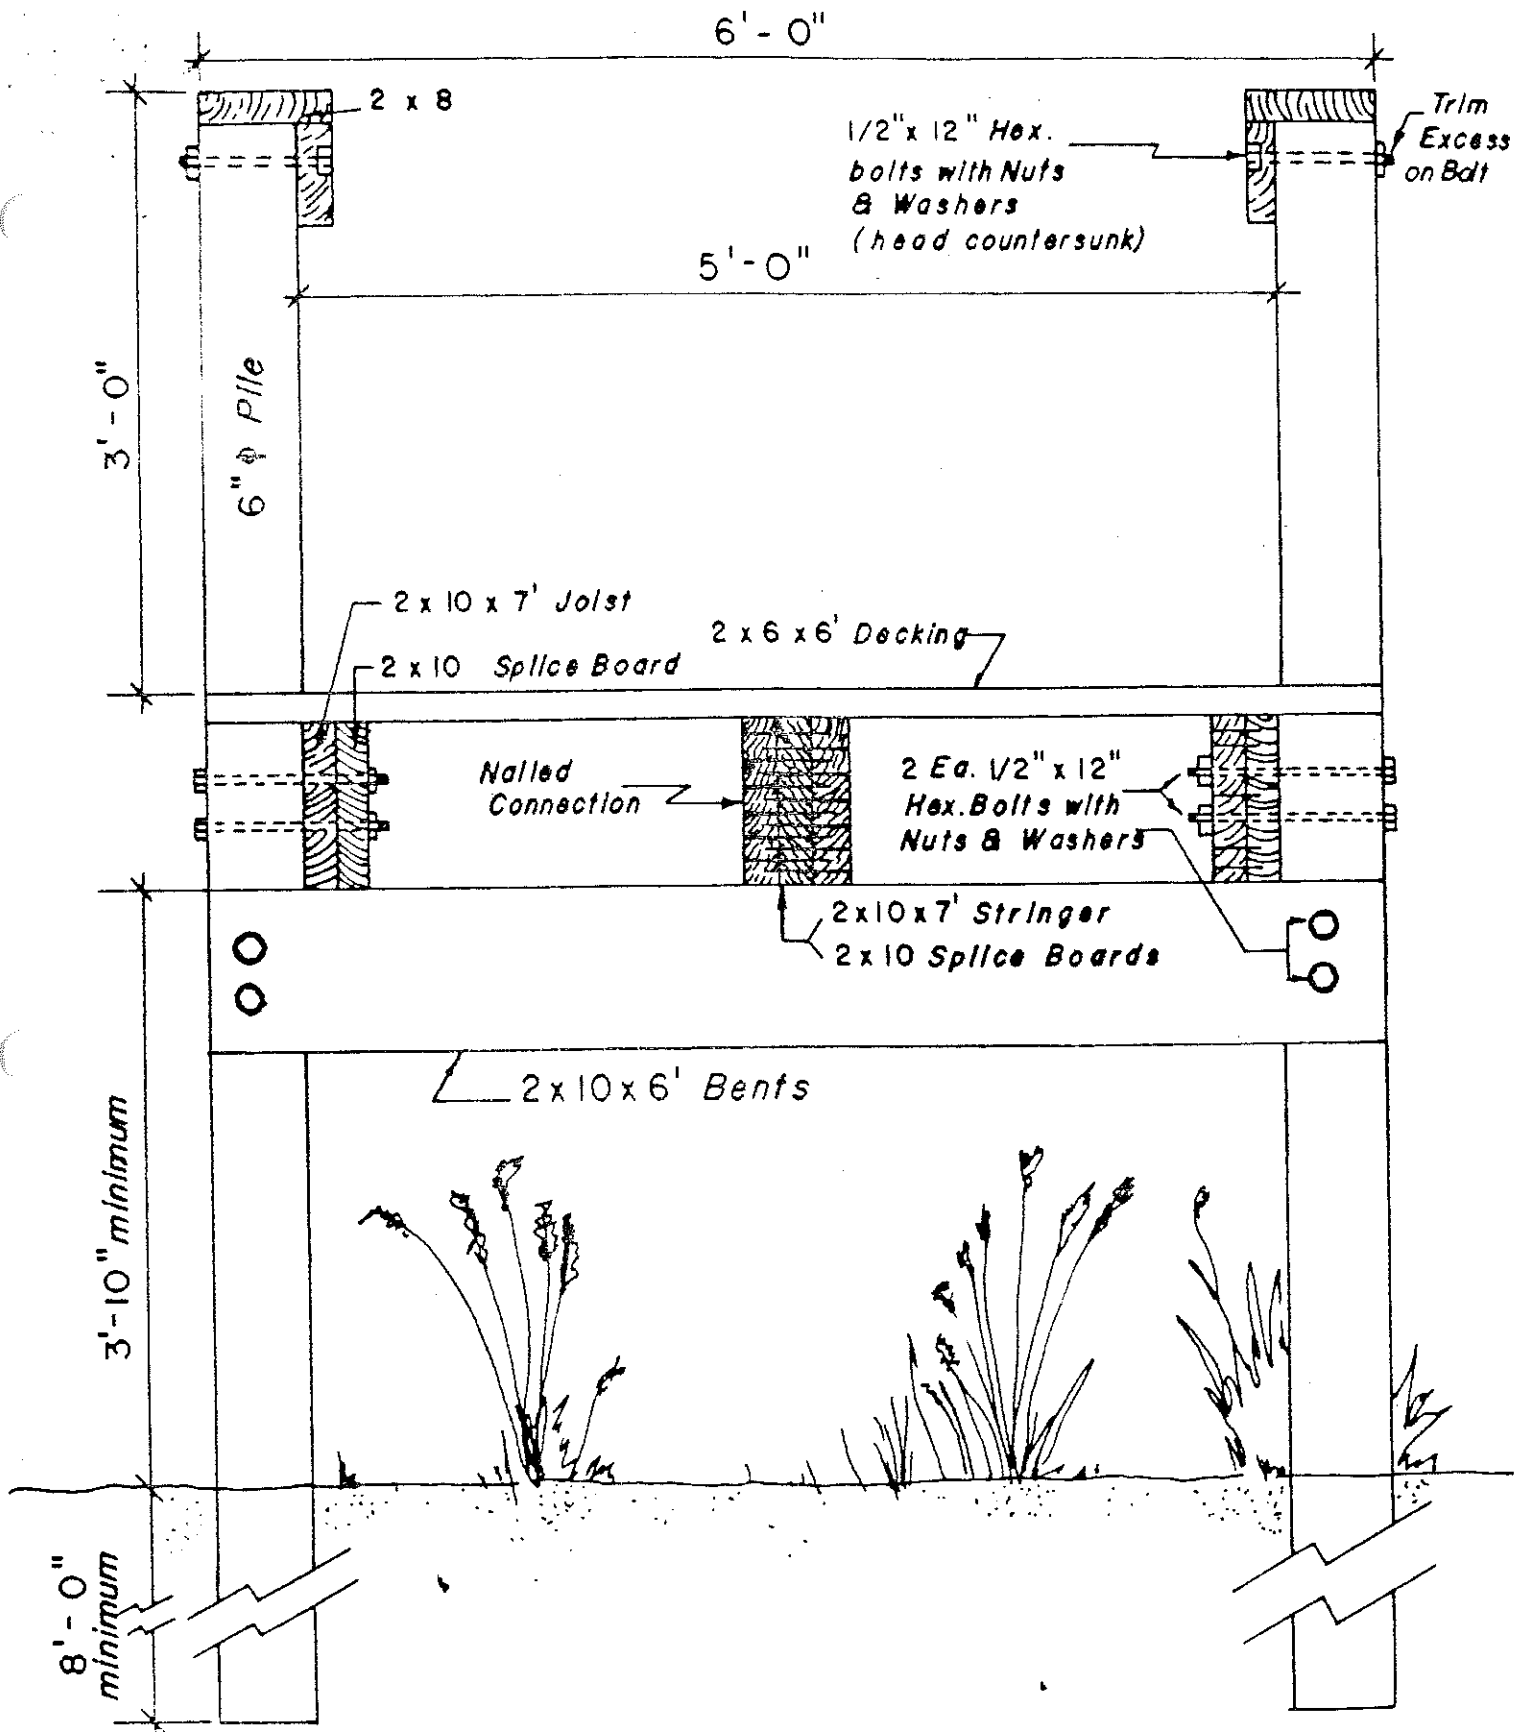 6'-0"
2 x 8
1/2" x 12" Hex.
bolts with Nuts
& Washers
(head countersunk)
Trim
Excess
on Bolt
5'-0"
3'-0"
6" φ Pile
2 x 10 x 7' Joist
2 x 10 Splice Board
2 x 6 x 6' Decking
Nailed
Connection
2 Ea. 1/2" x 12"
Hex. Bolts with
Nuts & Washers
2 x 10 x 7' Stringer
2 x 10 Splice Boards
2 x 10 x 6' Bents
3'-10" minimum
8'-0"
minimum